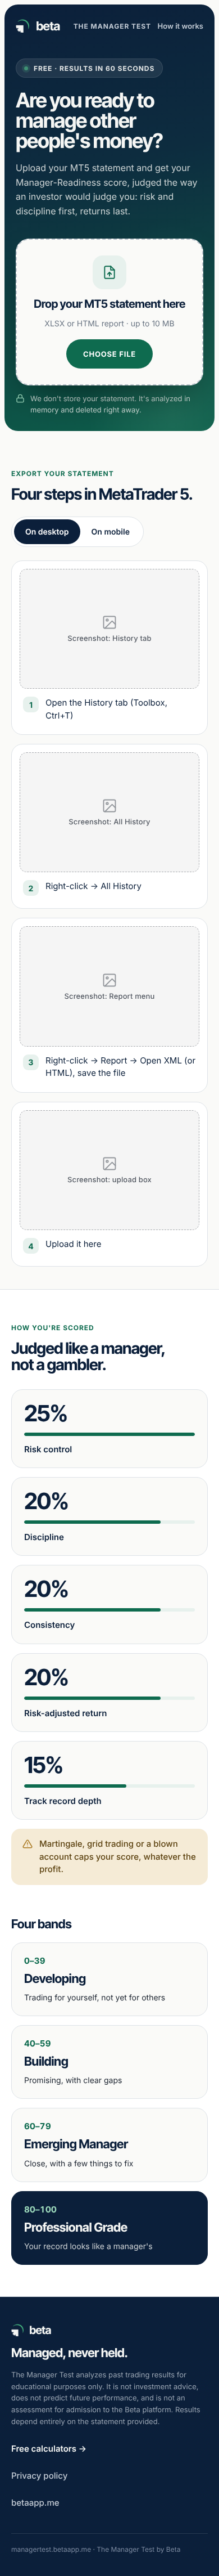 beta
THE MANAGER TEST
How it works
FREE · RESULTS IN 60 SECONDS
Are you ready to
manage other
people's money?
Upload your MT5 statement and get your
Manager-Readiness score, judged the way
an investor would judge you: risk and
discipline first, returns last.
Drop your MT5 statement here
XLSX or HTML report · up to 10 MB
CHOOSE FILE
We don't store your statement. It's analyzed in
memory and deleted right away.
EXPORT YOUR STATEMENT
Four steps in MetaTrader 5.
On desktop
On mobile
Screenshot: History tab
1
Open the History tab (Toolbox,
Ctrl+T)
Screenshot: All History
2
Right-click → All History
Screenshot: Report menu
3
Right-click → Report → Open XML (or
HTML), save the file
Screenshot: upload box
4
Upload it here
HOW YOU'RE SCORED
Judged like a manager,
not a gambler.
25%
Risk control
20%
Discipline
20%
Consistency
20%
Risk-adjusted return
15%
Track record depth
Martingale, grid trading or a blown
account caps your score, whatever the
profit.
Four bands
0–39
Developing
Trading for yourself, not yet for others
40–59
Building
Promising, with clear gaps
60–79
Emerging Manager
Close, with a few things to fix
80–100
Professional Grade
Your record looks like a manager's
beta
Managed, never held.
The Manager Test analyzes past trading results for
educational purposes only. It is not investment advice,
does not predict future performance, and is not an
assessment for admission to the Beta platform. Results
depend entirely on the statement provided.
Free calculators →
Privacy policy
betaapp.me
managertest.betaapp.me · The Manager Test by Beta